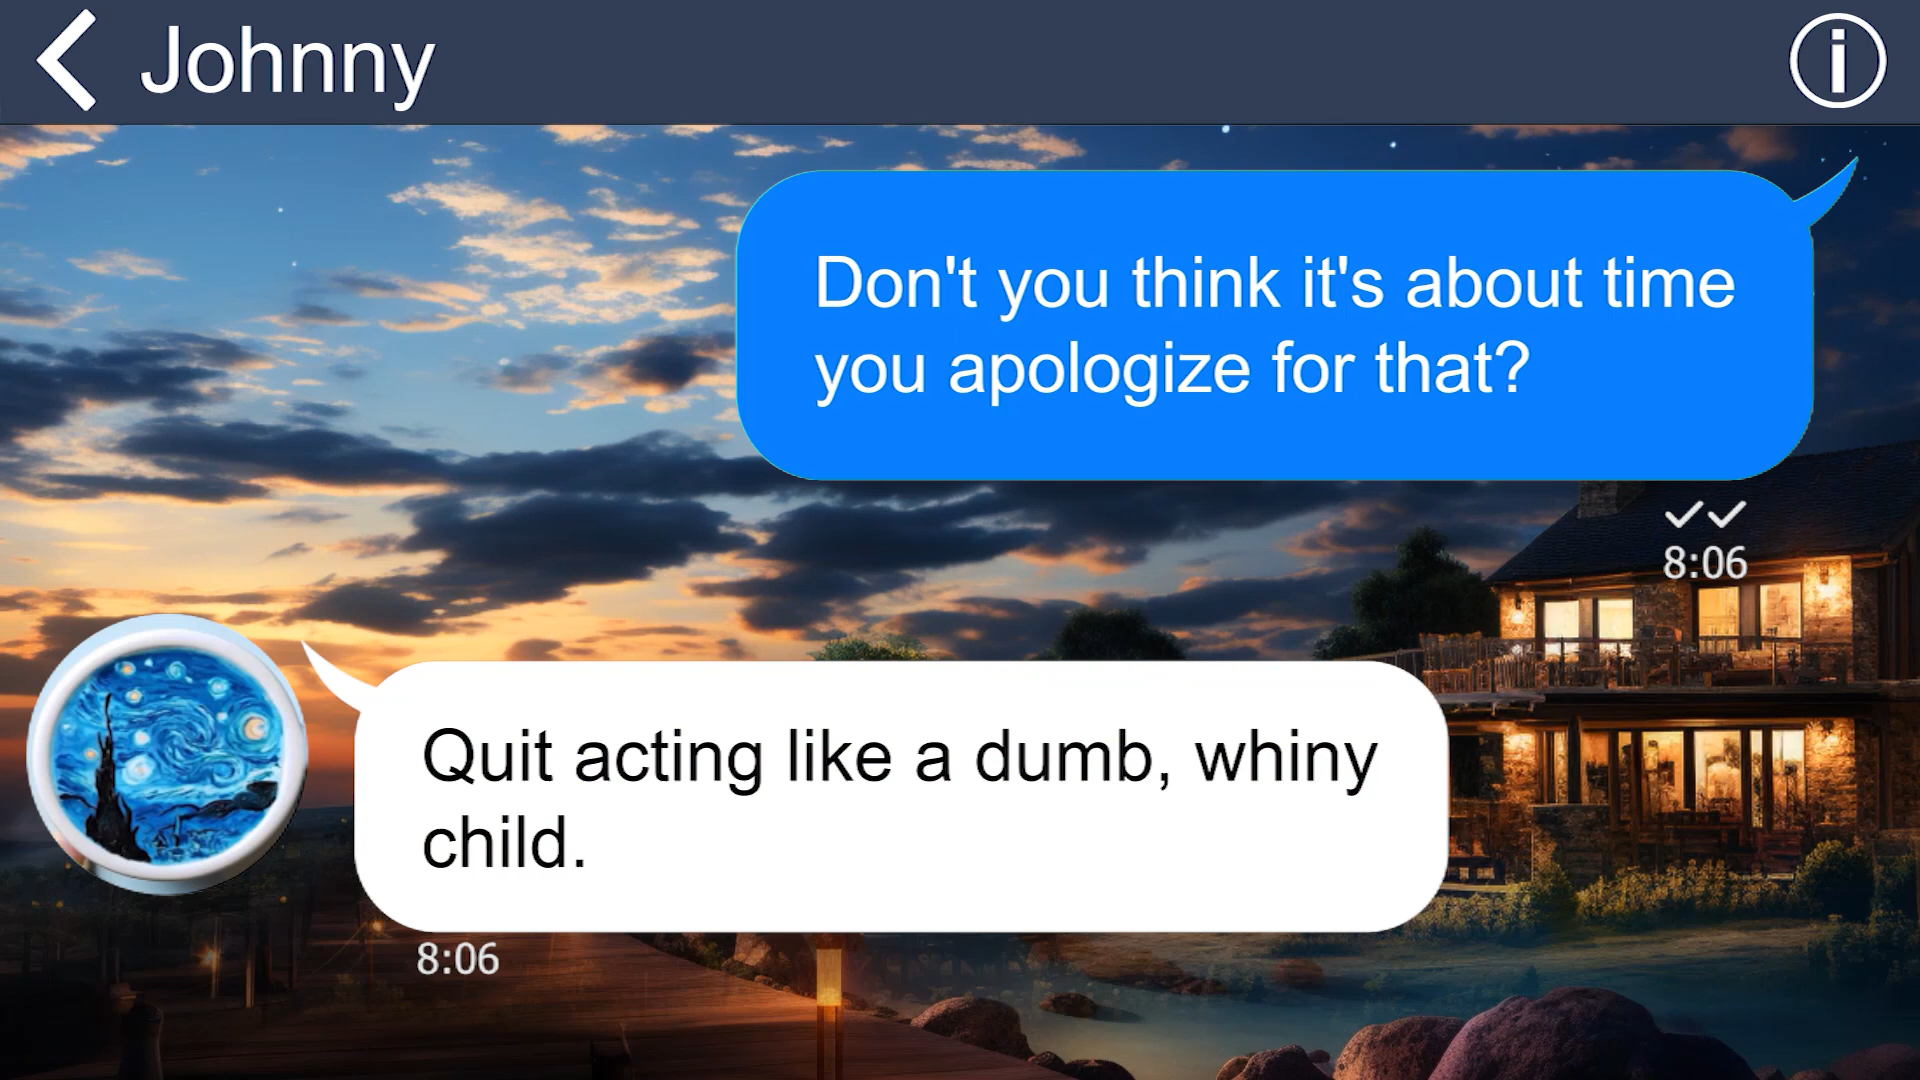 Johnny
Don't you think it's about time
you apologize for that?
8:06
Quit acting like a dumb, whiny
child.
8:06